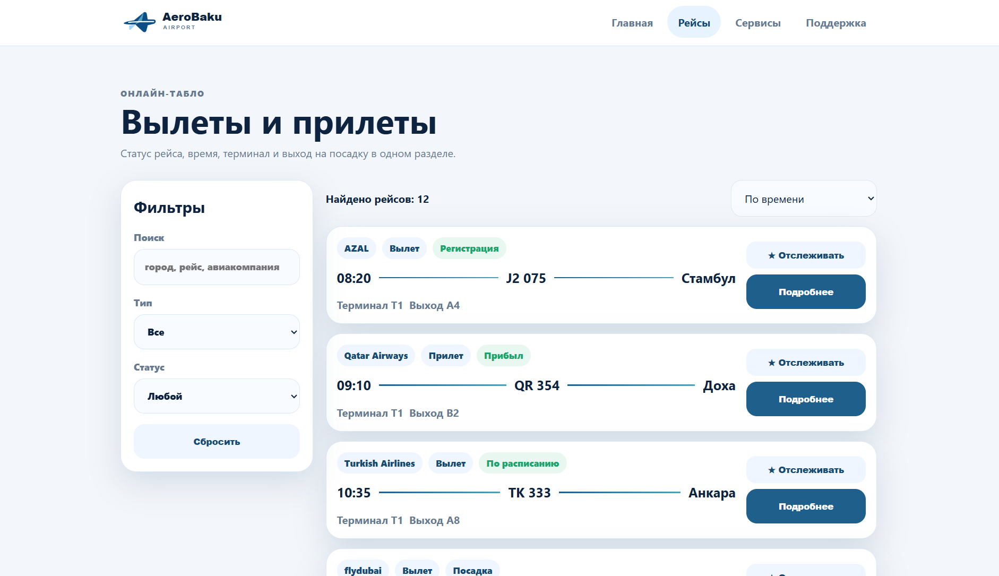 AeroBaku
AIRPORT
Главная
Рейсы
Сервисы
Поддержка
ОНЛАЙН-ТАБЛО
Вылеты и прилеты
Статус рейса, время, терминал и выход на посадку в одном разделе.
Фильтры
Поиск
город, рейс, авиакомпания
Тип
Все
Статус
Любой
Сбросить
Найдено рейсов: 12
По времени
AZAL Вылет Регистрация
08:20 J2 075 Стамбул
Терминал T1 Выход A4
★ Отслеживать
Подробнее
Qatar Airways Прилет Прибыл
09:10 QR 354 Доха
Терминал T1 Выход B2
★ Отслеживать
Подробнее
Turkish Airlines Вылет По расписанию
10:35 TK 333 Анкара
Терминал T1 Выход A8
★ Отслеживать
Подробнее
flydubai Вылет Посадка